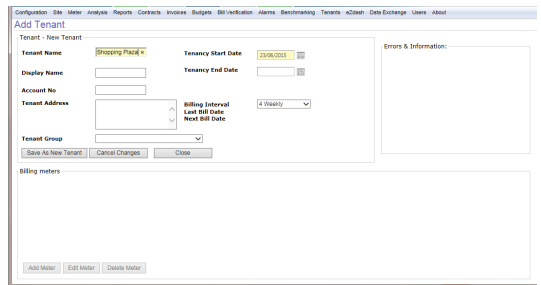 Configuration Site Meter Analysis Reports Contracts Invoices Budgets Bill Verification Alarms Benchmarking Tenants eZdash Data Exchange Users About
Add Tenant
Tenant - New Tenant
Errors & Information:
Tenant Name Shopping Plaza × Tenancy Start Date 23/06/2015
Display Name Tenancy End Date
Account No
Tenant Address Billing Interval 4 Weekly
Last Bill Date
Next Bill Date
Tenant Group
Save As New Tenant Cancel Changes Close
Billing meters
Add Meter Edit Meter Delete Meter